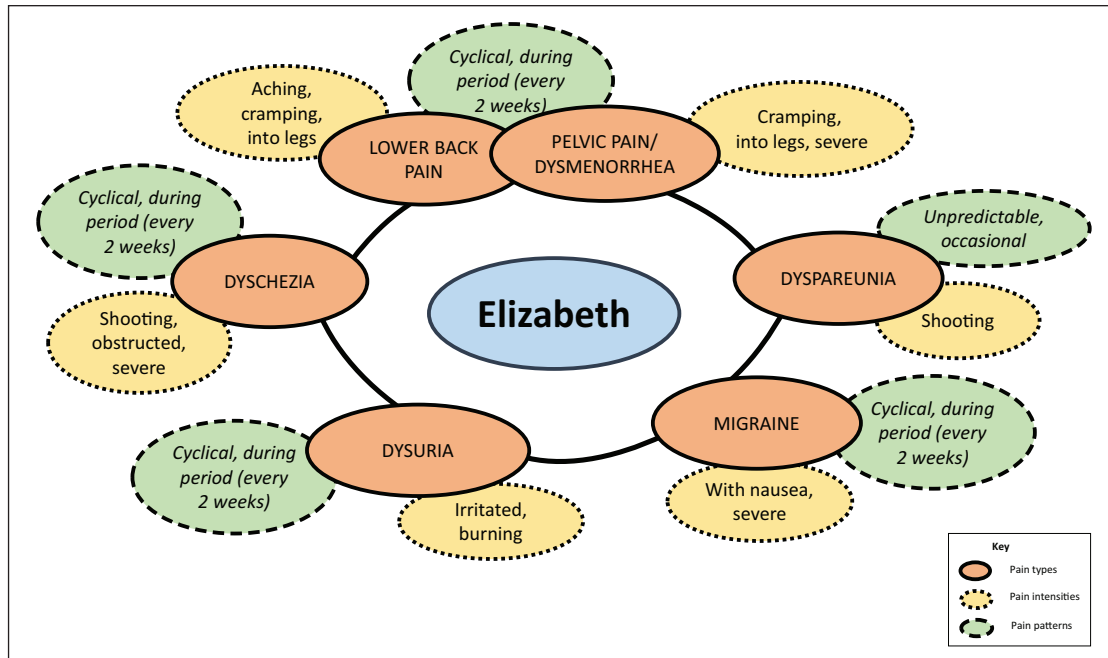 Cyclical, during
period (every
2 weeks)
Aching,
cramping,
into legs
LOWER BACK
PAIN
PELVIC PAIN/
DYSMENORRHEA
Cramping,
into legs, severe
Cyclical, during
period (every
2 weeks)
DYSCHEZIA
Shooting,
obstructed,
severe
Elizabeth
Unpredictable,
occasional
DYSPAREUNIA
Shooting
Cyclical, during
period (every
2 weeks)
DYSURIA
Irritated,
burning
MIGRAINE
Cyclical, during
period (every
2 weeks)
With nausea,
severe
Key
Pain types
Pain intensities
Pain patterns